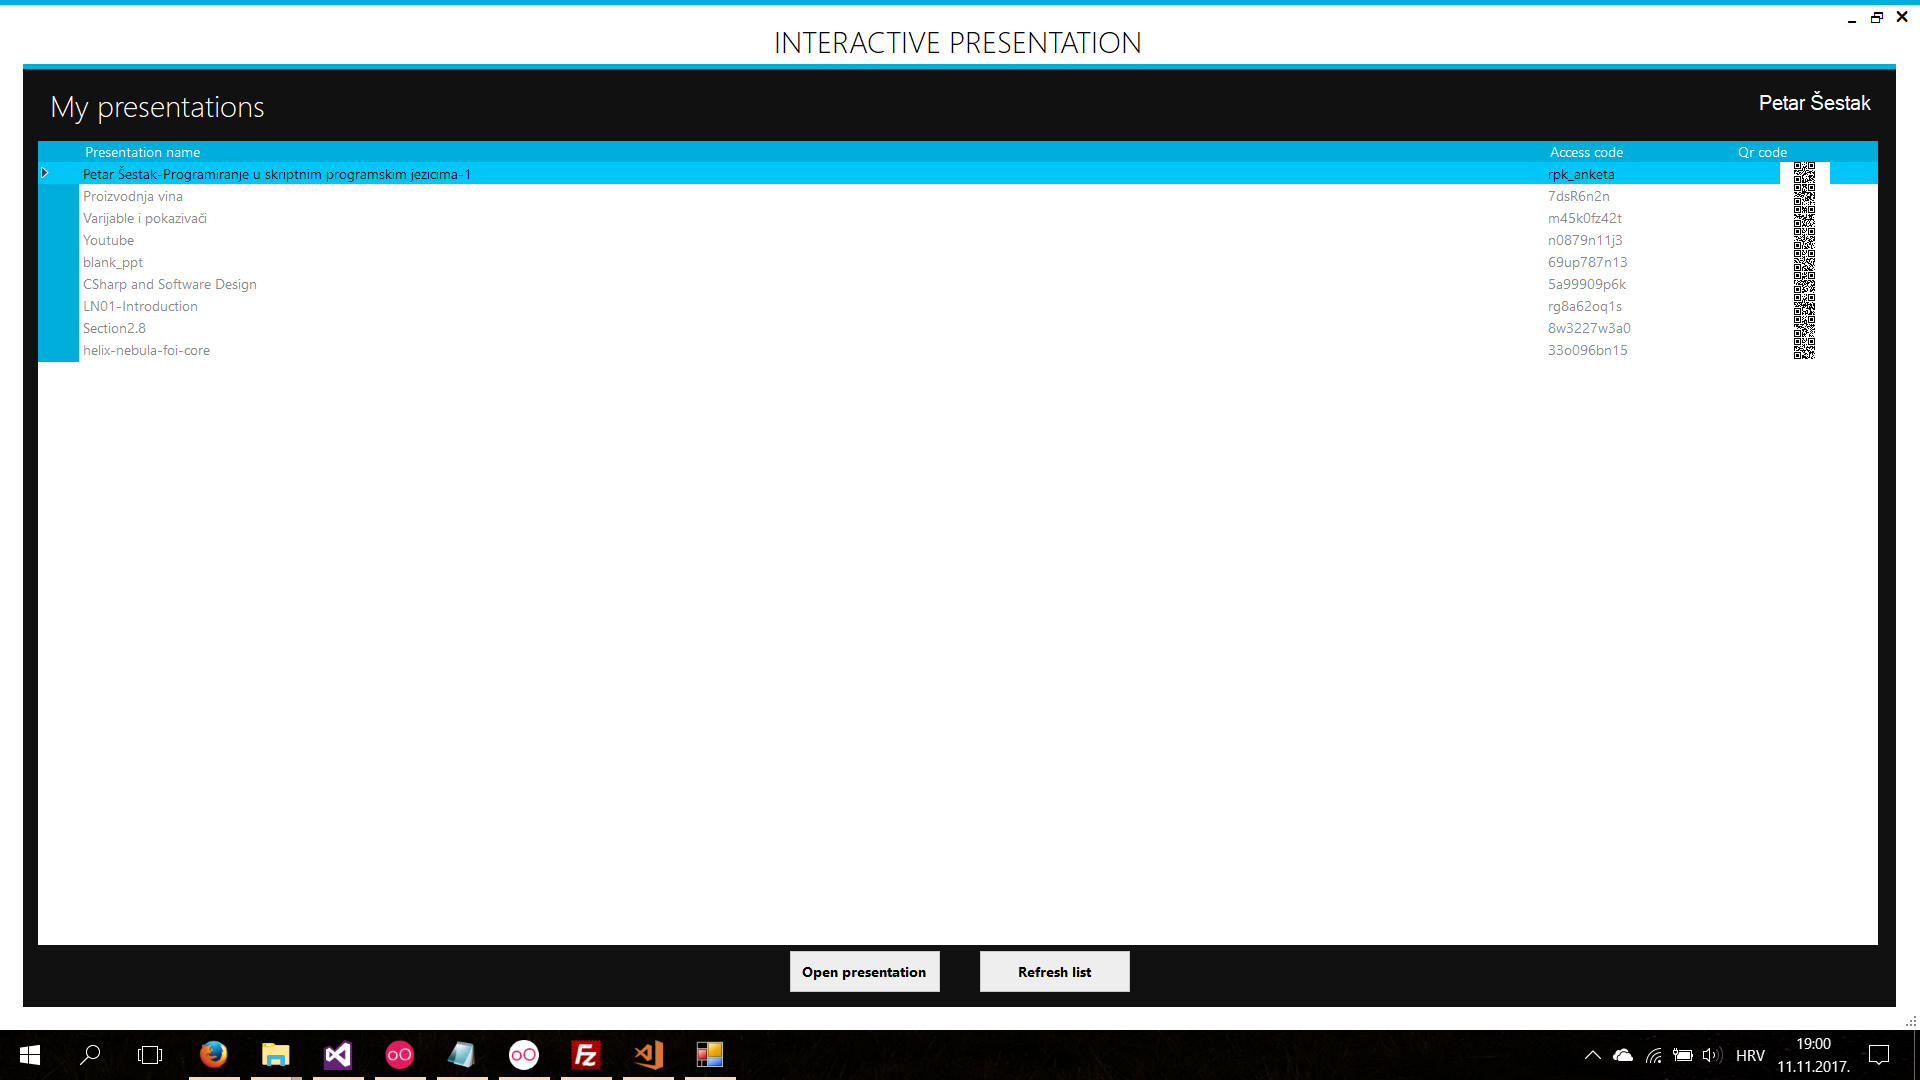 INTERACTIVE PRESENTATION
My presentations
Petar Šestak
Presentation name Access code Qr code
Petar Šestak-Programiranje u skriptnim programskim jezicima-1 rpk_anketa
Proizvodnja vina 7dsR6n2n
Varijable i pokazivači m45k0fz42t
Youtube n0879n11j3
blank_ppt 69up787n13
CSharp and Software Design 5a99909p6k
LN01-Introduction rg8a62oq1s
Section2.8 8w3227w3a0
helix-nebula-foi-core 33o096bn15
Open presentation Refresh list
HRV
19:00
11.11.2017.